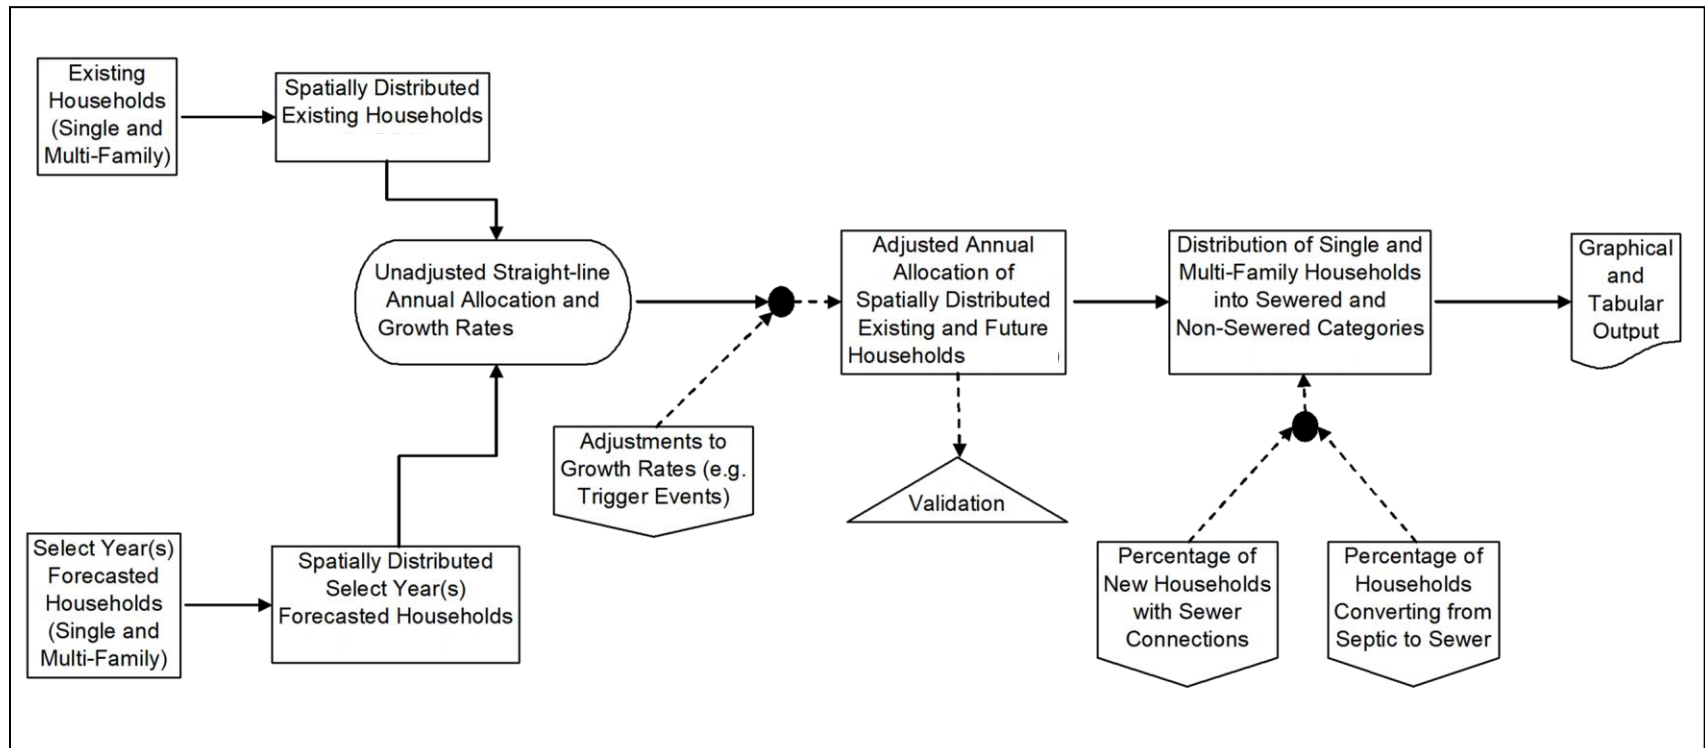 Existing
Households
(Single and
Multi-Family)
Spatially Distributed
Existing Households
Unadjusted Straight-line
Annual Allocation and
Growth Rates
Select Year(s)
Forecasted
Households
(Single and
Multi-Family)
Spatially Distributed
Select Year(s)
Forecasted Households
Adjustments to
Growth Rates (e.g.
Trigger Events)
Adjusted Annual
Allocation of
Spatially Distributed
Existing and Future
Households
Validation
Distribution of Single and
Multi-Family Households
into Sewered and
Non-Sewered Categories
Percentage of
New Households
with Sewer
Connections
Percentage of
Households
Converting from
Septic to Sewer
Graphical
and
Tabular
Output